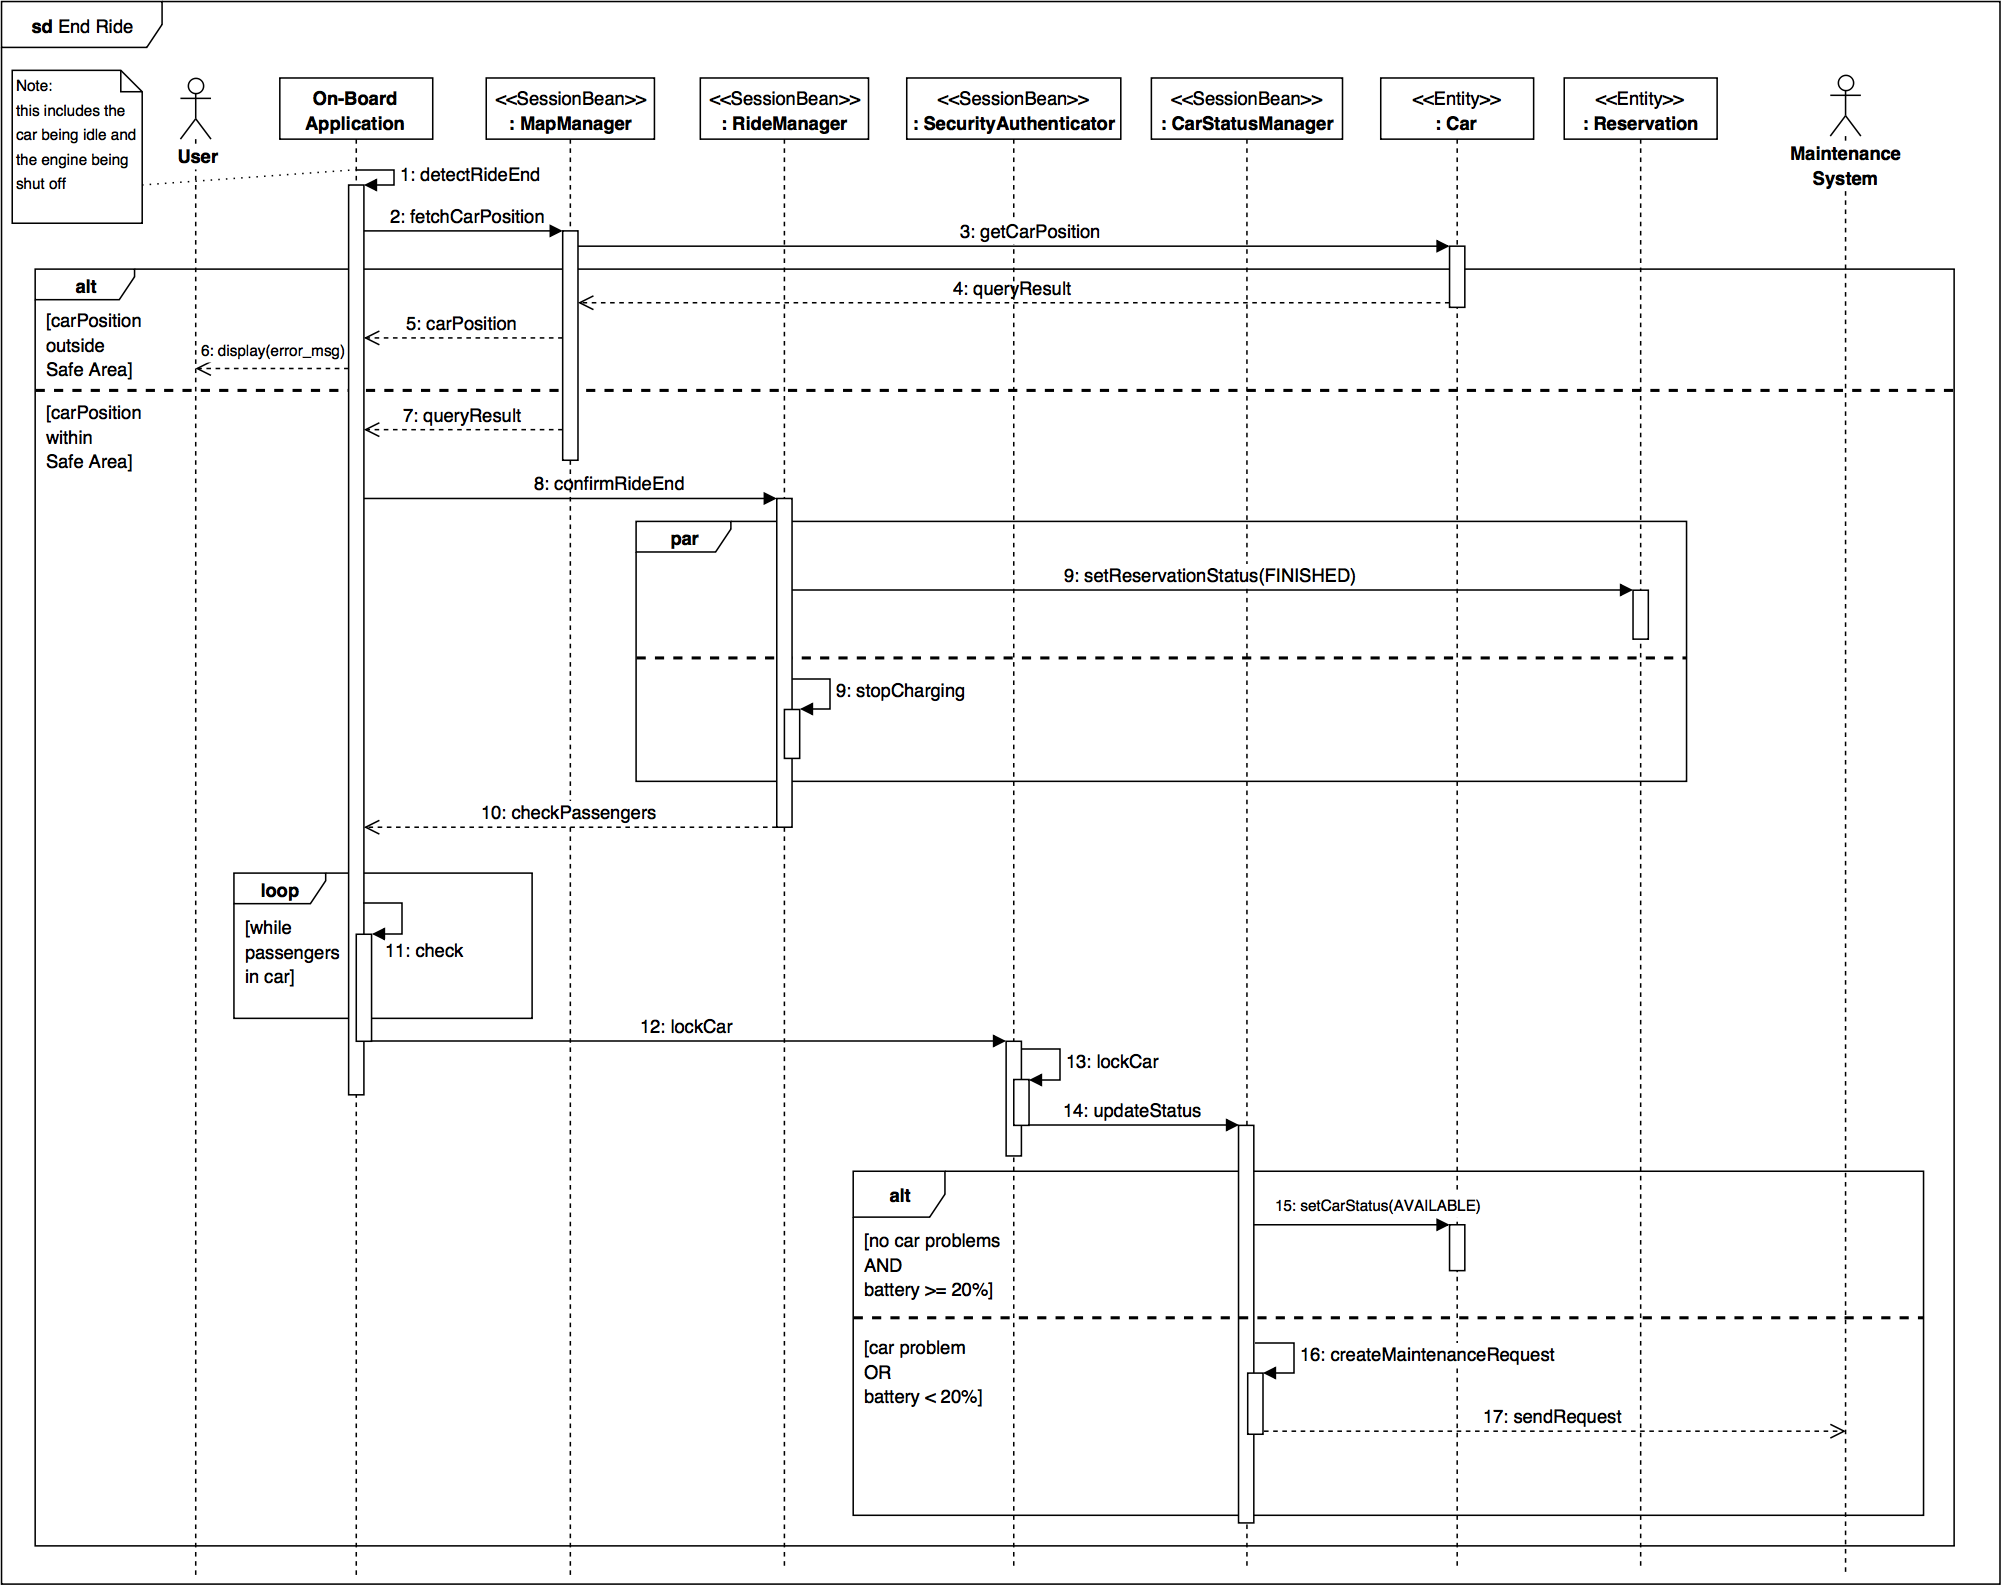 sd End Ride
Note:
this includes the
car being idle and
the engine being
shut off
User
On-Board
Application
<<SessionBean>>
: MapManager
<<SessionBean>>
: RideManager
<<SessionBean>>
: SecurityAuthenticator
<<SessionBean>>
: CarStatusManager
<<Entity>>
: Car
<<Entity>>
: Reservation
Maintenance
System
1: detectRideEnd
2: fetchCarPosition
3: getCarPosition
alt
[carPosition
outside
Safe Area]
4: queryResult
5: carPosition
6: display(error_msg)
[carPosition
within
Safe Area]
7: queryResult
8: confirmRideEnd
par
9: setReservationStatus(FINISHED)
9: stopCharging
10: checkPassengers
loop
[while
passengers
in car]
11: check
12: lockCar
13: lockCar
14: updateStatus
alt
[no car problems
AND
battery >= 20%]
15: setCarStatus(AVAILABLE)
[car problem
OR
battery < 20%]
16: createMaintenanceRequest
17: sendRequest